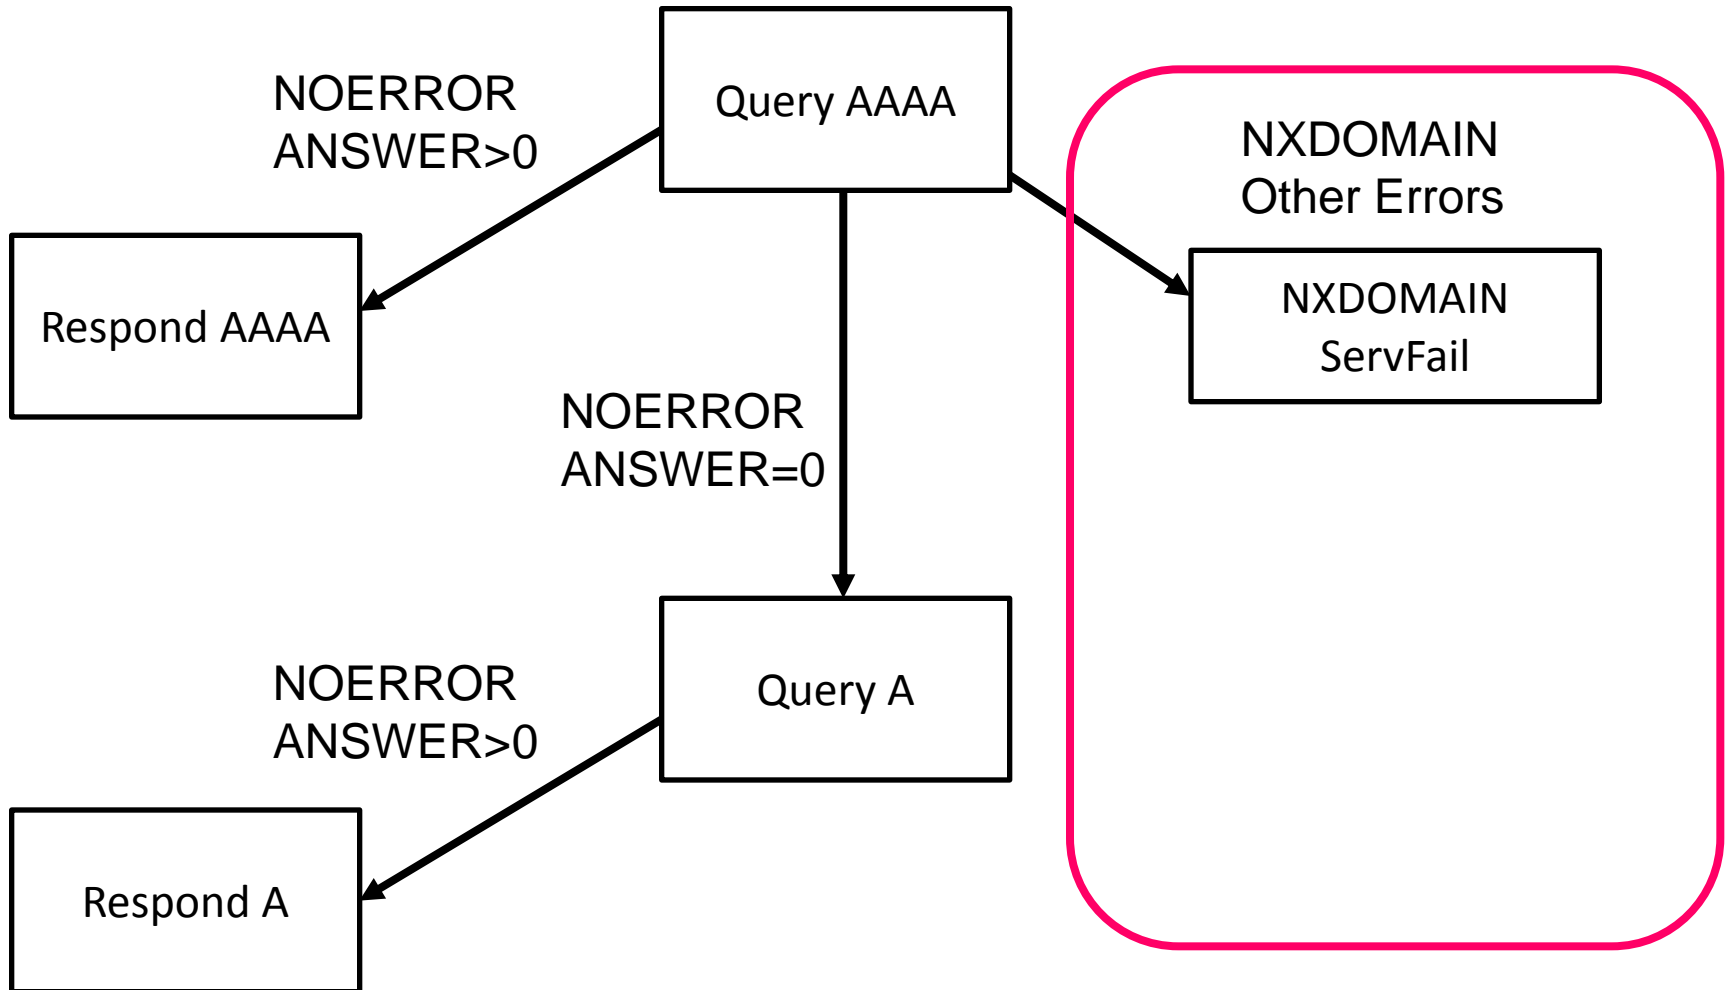 Query AAAA
NOERROR
ANSWER>0
NXDOMAIN
Other Errors
Respond AAAA
NXDOMAIN
ServFail
NOERROR
ANSWER=0
Query A
NOERROR
ANSWER>0
Respond A